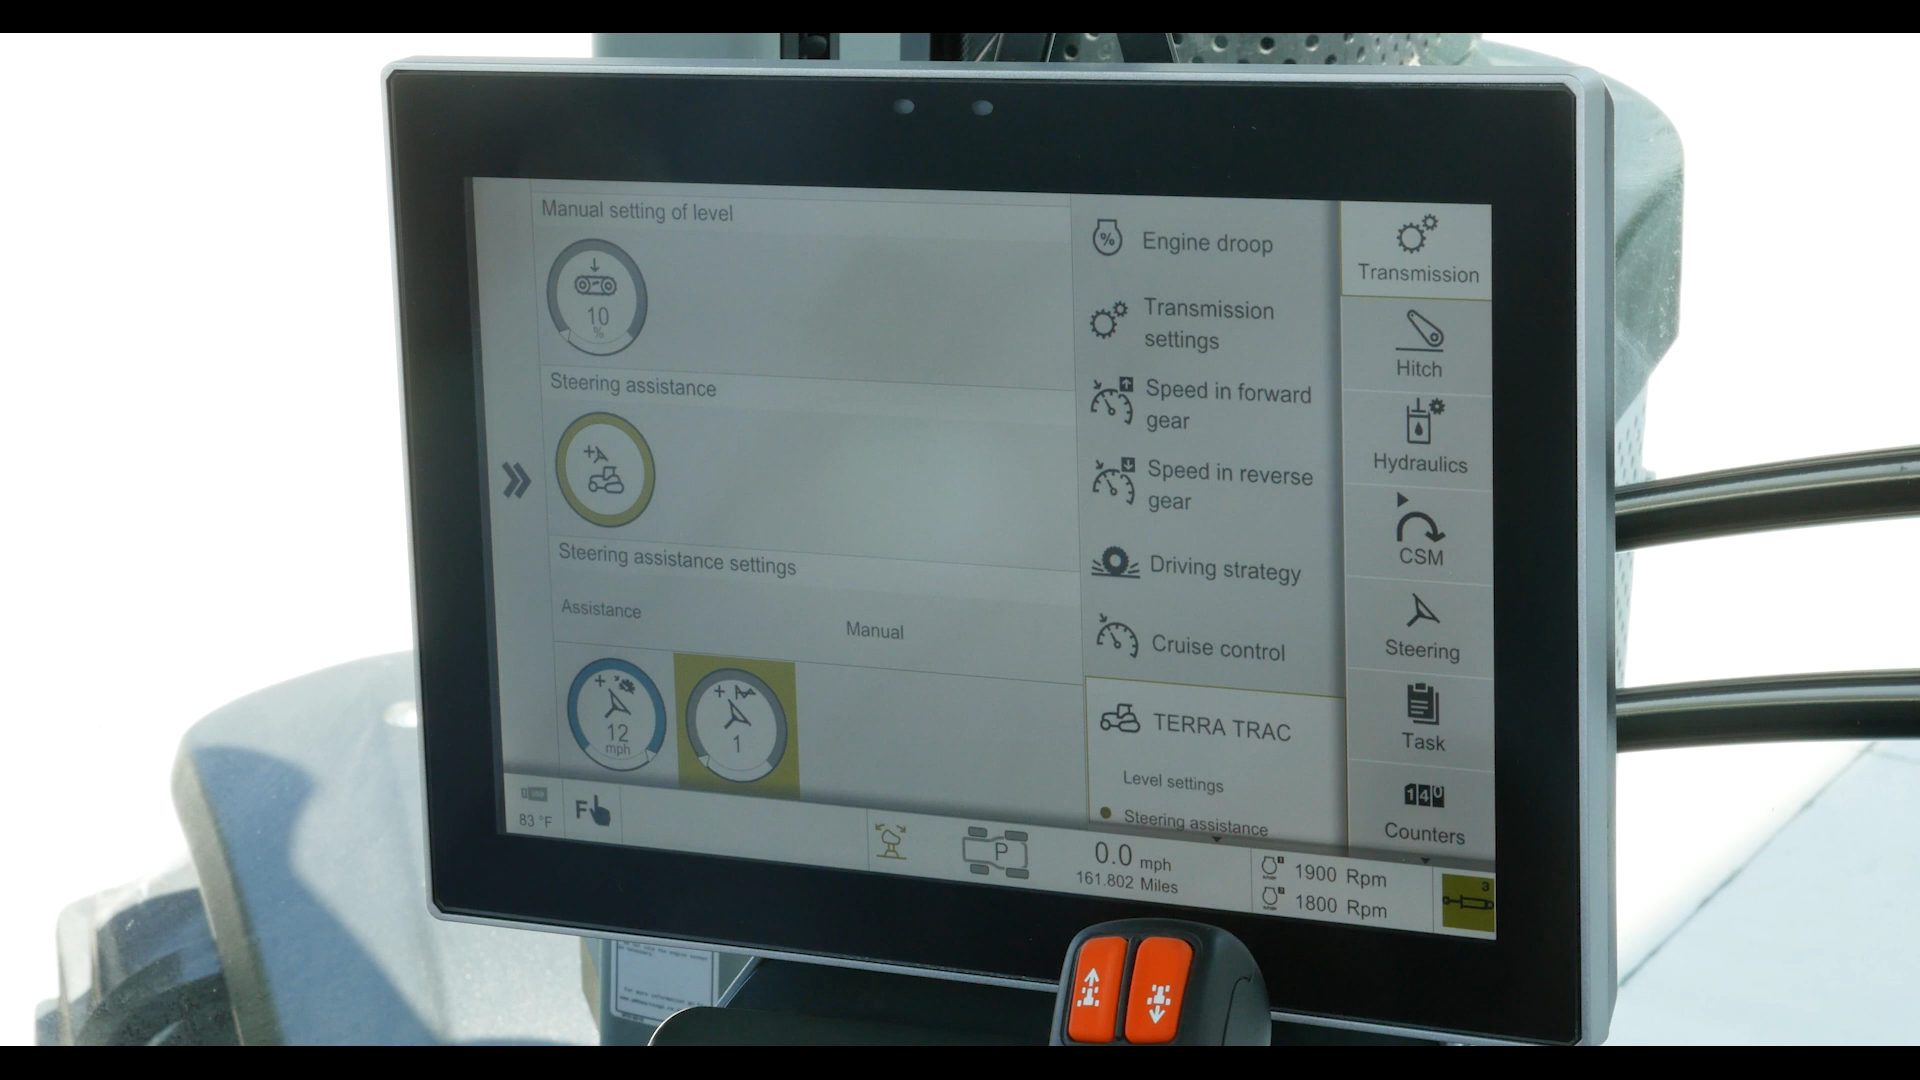 Manual setting of level
10
%
Steering assistance
Steering assistance settings
Assistance
Manual
12
mph
1
Engine droop
%
Transmission
settings
Speed in forward
gear
Speed in reverse
gear
Driving strategy
Cruise control
TERRA TRAC
Level settings
Steering assistance
Transmission
Hitch
Hydraulics
CSM
Steering
Task
140
Counters
83 °F
F
P
0.0 mph
161.802 Miles
1900 Rpm
1800 Rpm
3